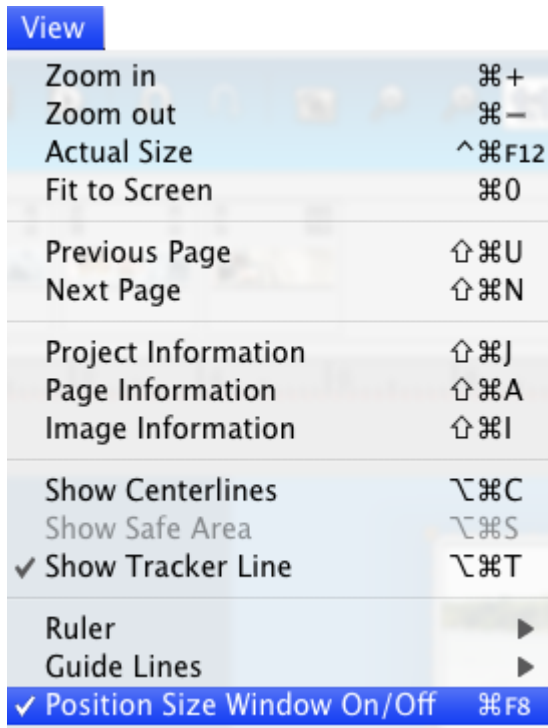 View
Zoom in ⌘+
Zoom out ⌘−
Actual Size ^⌘F12
Fit to Screen ⌘0
Previous Page ⇧⌘U
Next Page ⇧⌘N
Project Information ⇧⌘J
Page Information ⇧⌘A
Image Information ⇧⌘I
Show Centerlines ⌥⌘C
Show Safe Area ⌥⌘S
✓ Show Tracker Line ⌥⌘T
Ruler ▶
Guide Lines ▶
✓ Position Size Window On/Off ⌘F8